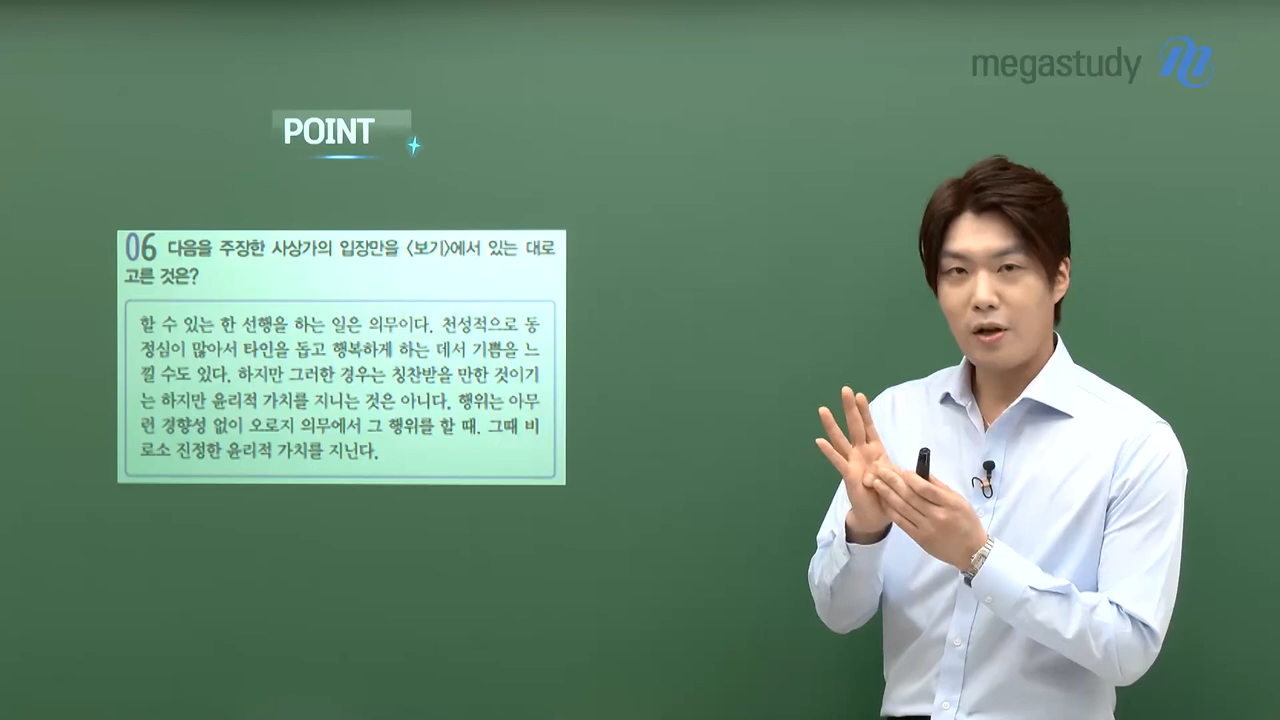 megastudy
POINT
06 다음을 주장한 사상가의 입장만을 〈보기〉에서 있는 대로
고른 것은?
할 수 있는 한 선행을 하는 일은 의무이다. 천성적으로 동
정심이 많아서 타인을 돕고 행복하게 하는 데서 기쁨을 느
낄 수도 있다. 하지만 그러한 경우는 칭찬받을 만한 것이기
는 하지만 윤리적 가치를 지니는 것은 아니다. 행위는 아무
런 경향성 없이 오로지 의무에서 그 행위를 할 때, 그때 비
로소 진정한 윤리적 가치를 지닌다.